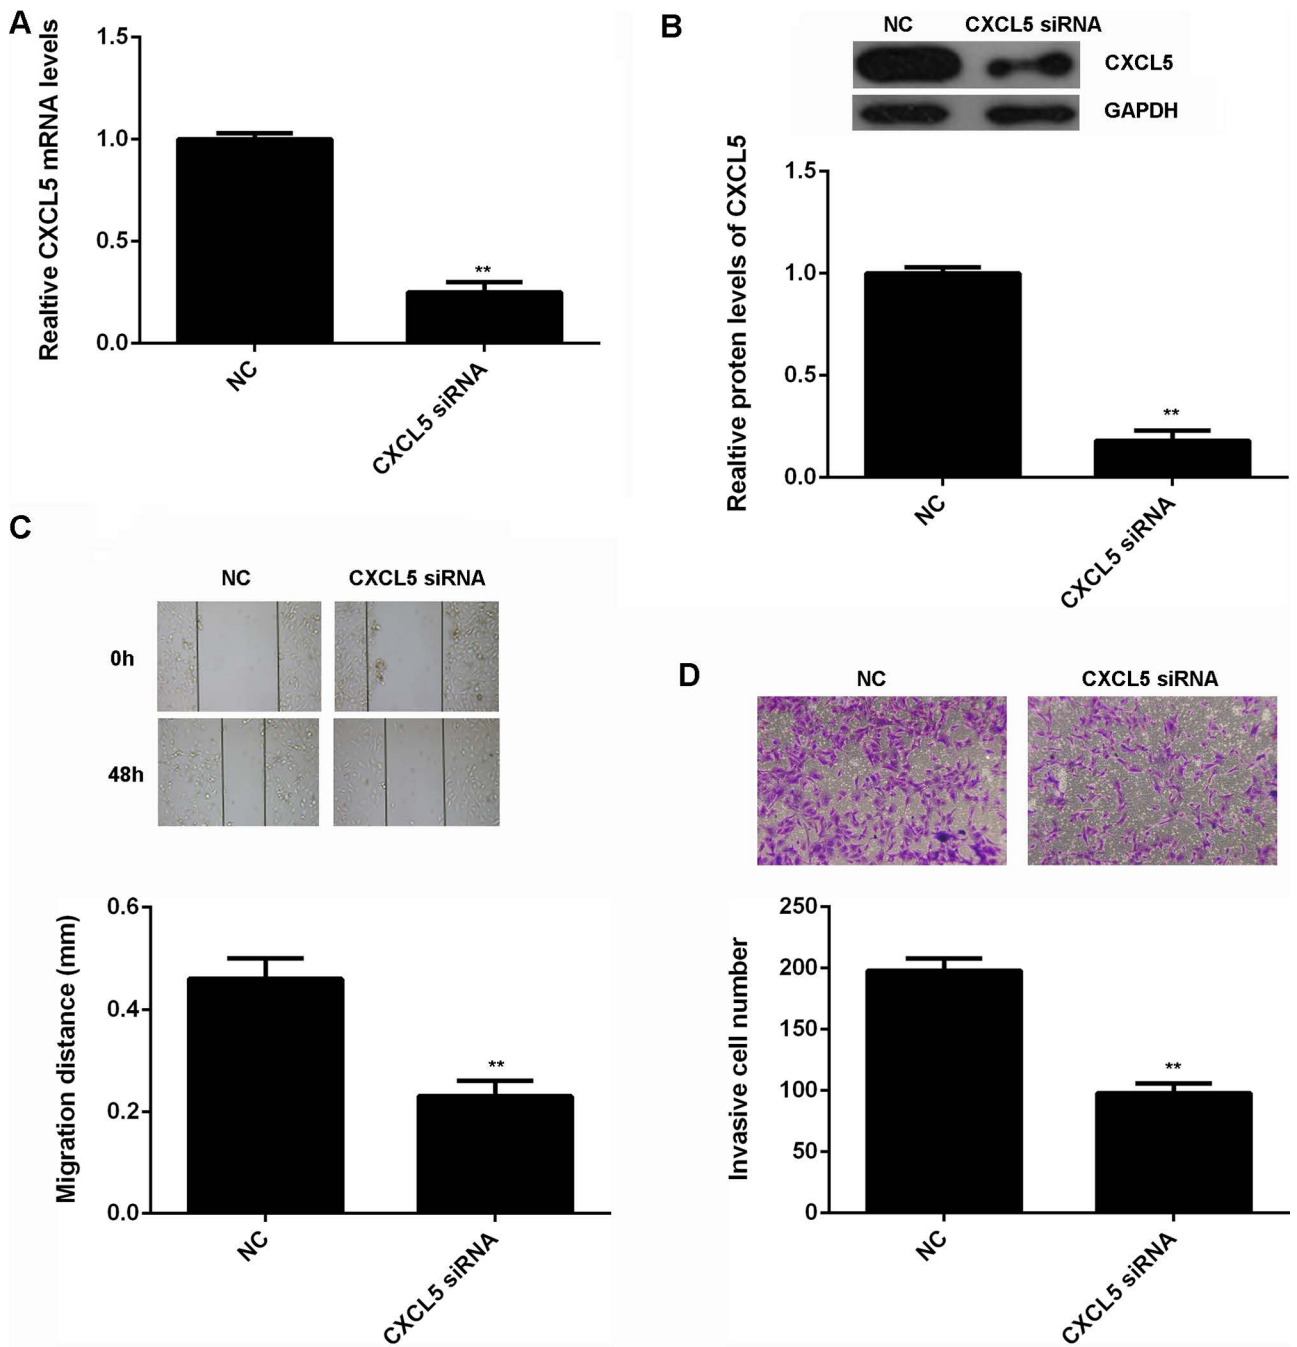 A
Realtive CXCL5 mRNA levels
1.5
1.0
0.5
0.0
**
NC
CXCL5 siRNA
B
NC
CXCL5 siRNA
CXCL5
GAPDH
Realtive proten levels of CXCL5
1.5
1.0
0.5
0.0
**
NC
CXCL5 siRNA
C
NC
CXCL5 siRNA
0h
48h
Migration distance (mm)
0.6
0.4
0.2
0.0
**
NC
CXCL5 siRNA
D
NC
CXCL5 siRNA
Invasive cell number
250
200
150
100
50
0
**
NC
CXCL5 siRNA